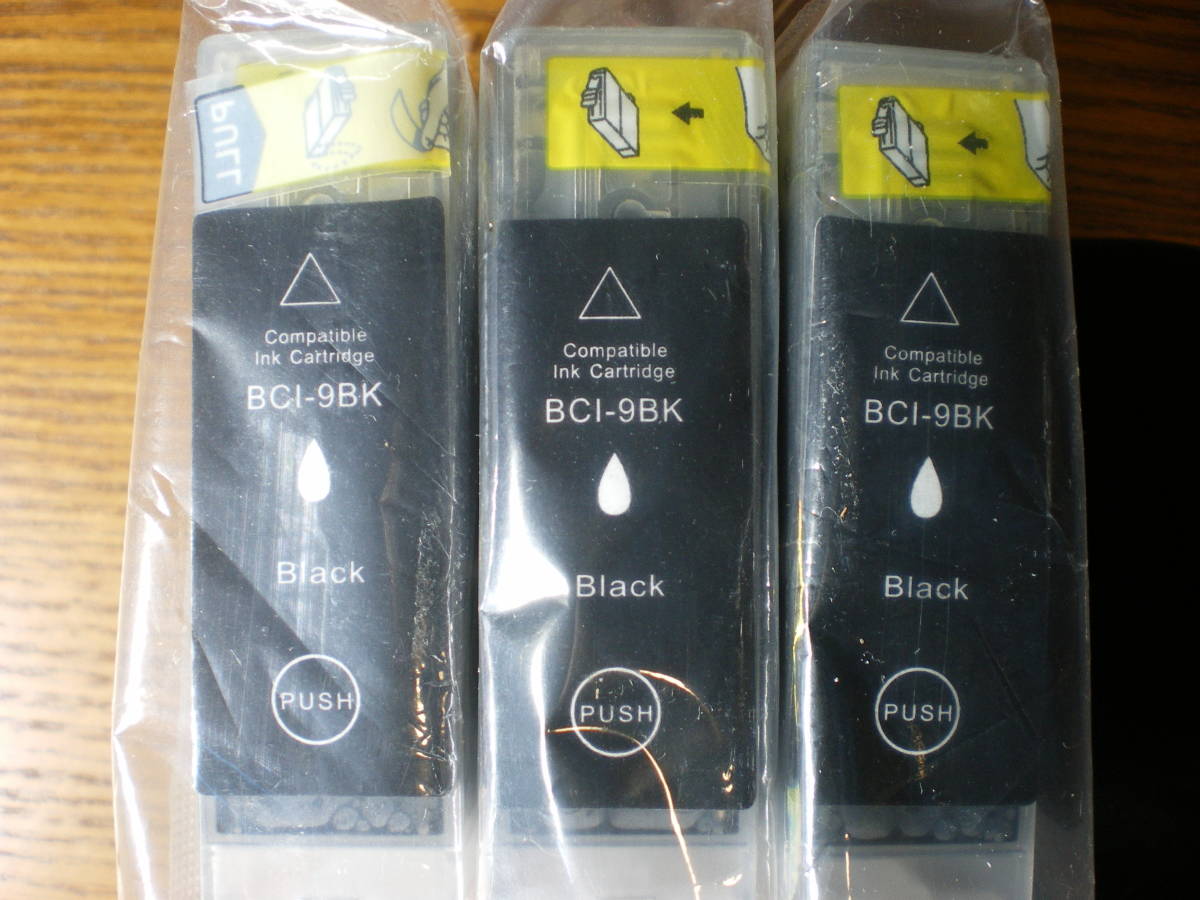 PULL
Compatible
Ink Cartridge
BCI-9BK
Black
PUSH
Compatible
Ink Cartridge
BCI-9BK
Black
PUSH
Compatible
Ink Cartridge
BCI-9BK
Black
PUSH